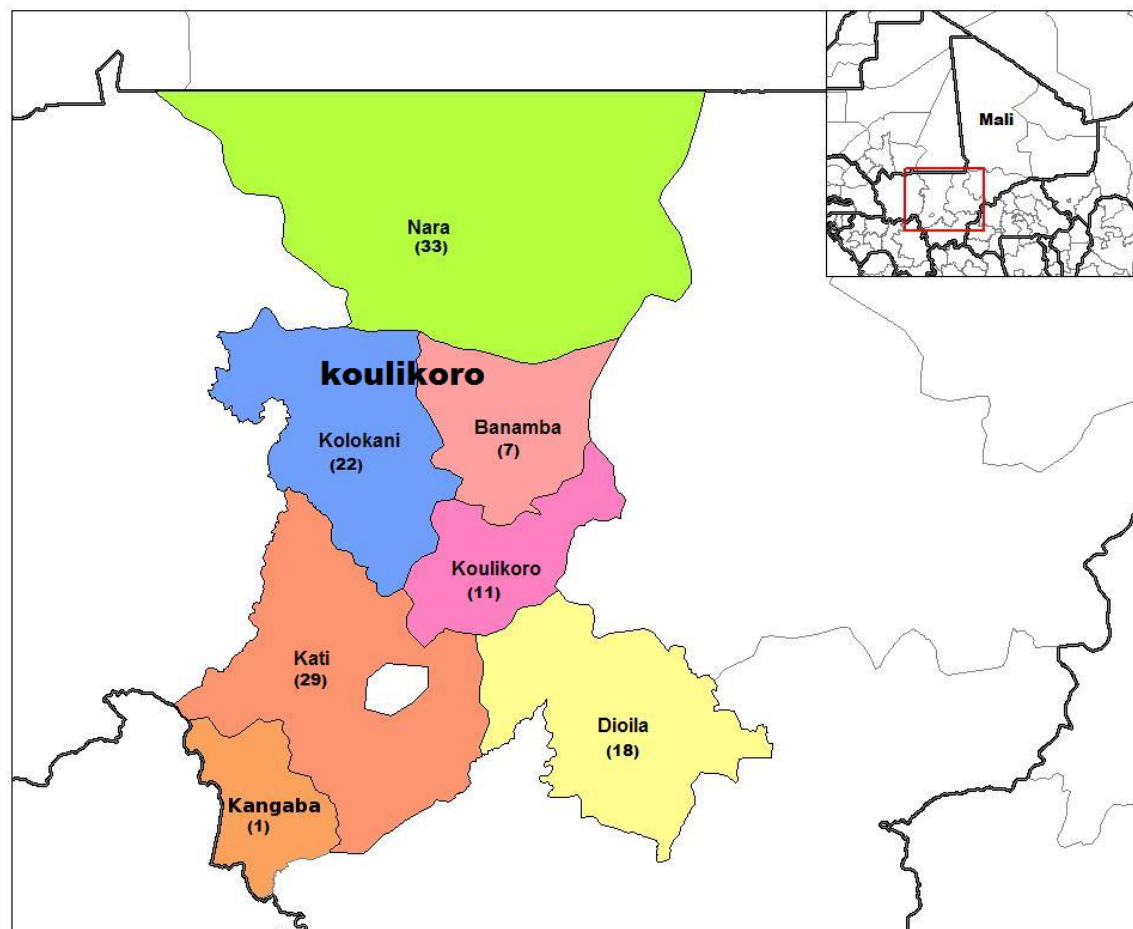 Mali
Nara
(33)
koulikoro
Kolokani
(22)
Banamba
(7)
Koulikoro
(11)
Kati
(29)
Dioila
(18)
Kangaba
(1)